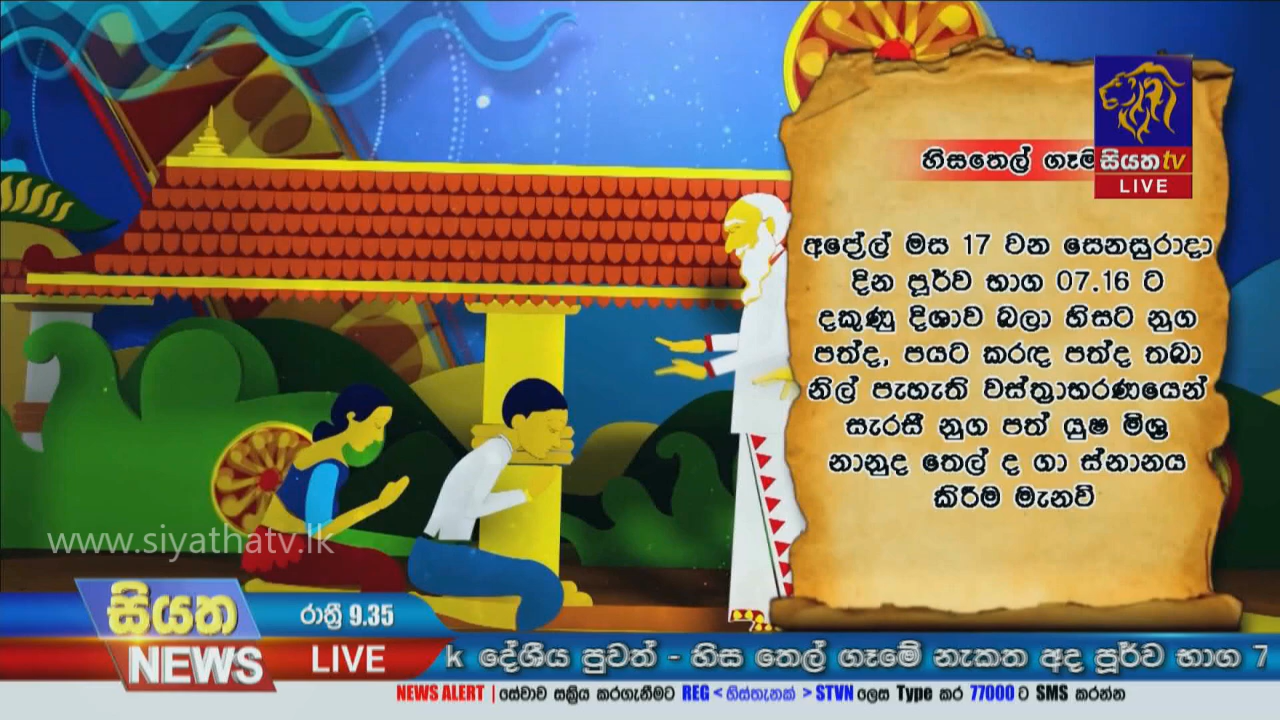 හිසතෙල් ගෑමේ
සියත tv
LIVE
අප්‍රේල් මස 17 වන සෙනසුරාදා
දින පූර්ව භාග 07.16 ට
දකුණු දිශාව බලා හිසට නුග
පත්ද, පයට කරඳ පත්ද තබා
නිල් පැහැති වස්ත්‍රාභරණයෙන්
සැරසී නුග පත් යුෂ මිශ්‍ර
නානුද තෙල් ද ගා ස්නානය
කිරීම මැනවි
www.siyathatv.lk
සියත
NEWS
රාත්‍රී 9.35
LIVE
k දේශීය පුවත් - හිස තෙල් ගෑමේ නැකත අද පූර්ව භාග 7
NEWS ALERT | සේවාව සක්‍රිය කරගැනීමට REG < හිස්තැනක් > STVN ලෙස Type කර 77000 ට SMS කරන්න